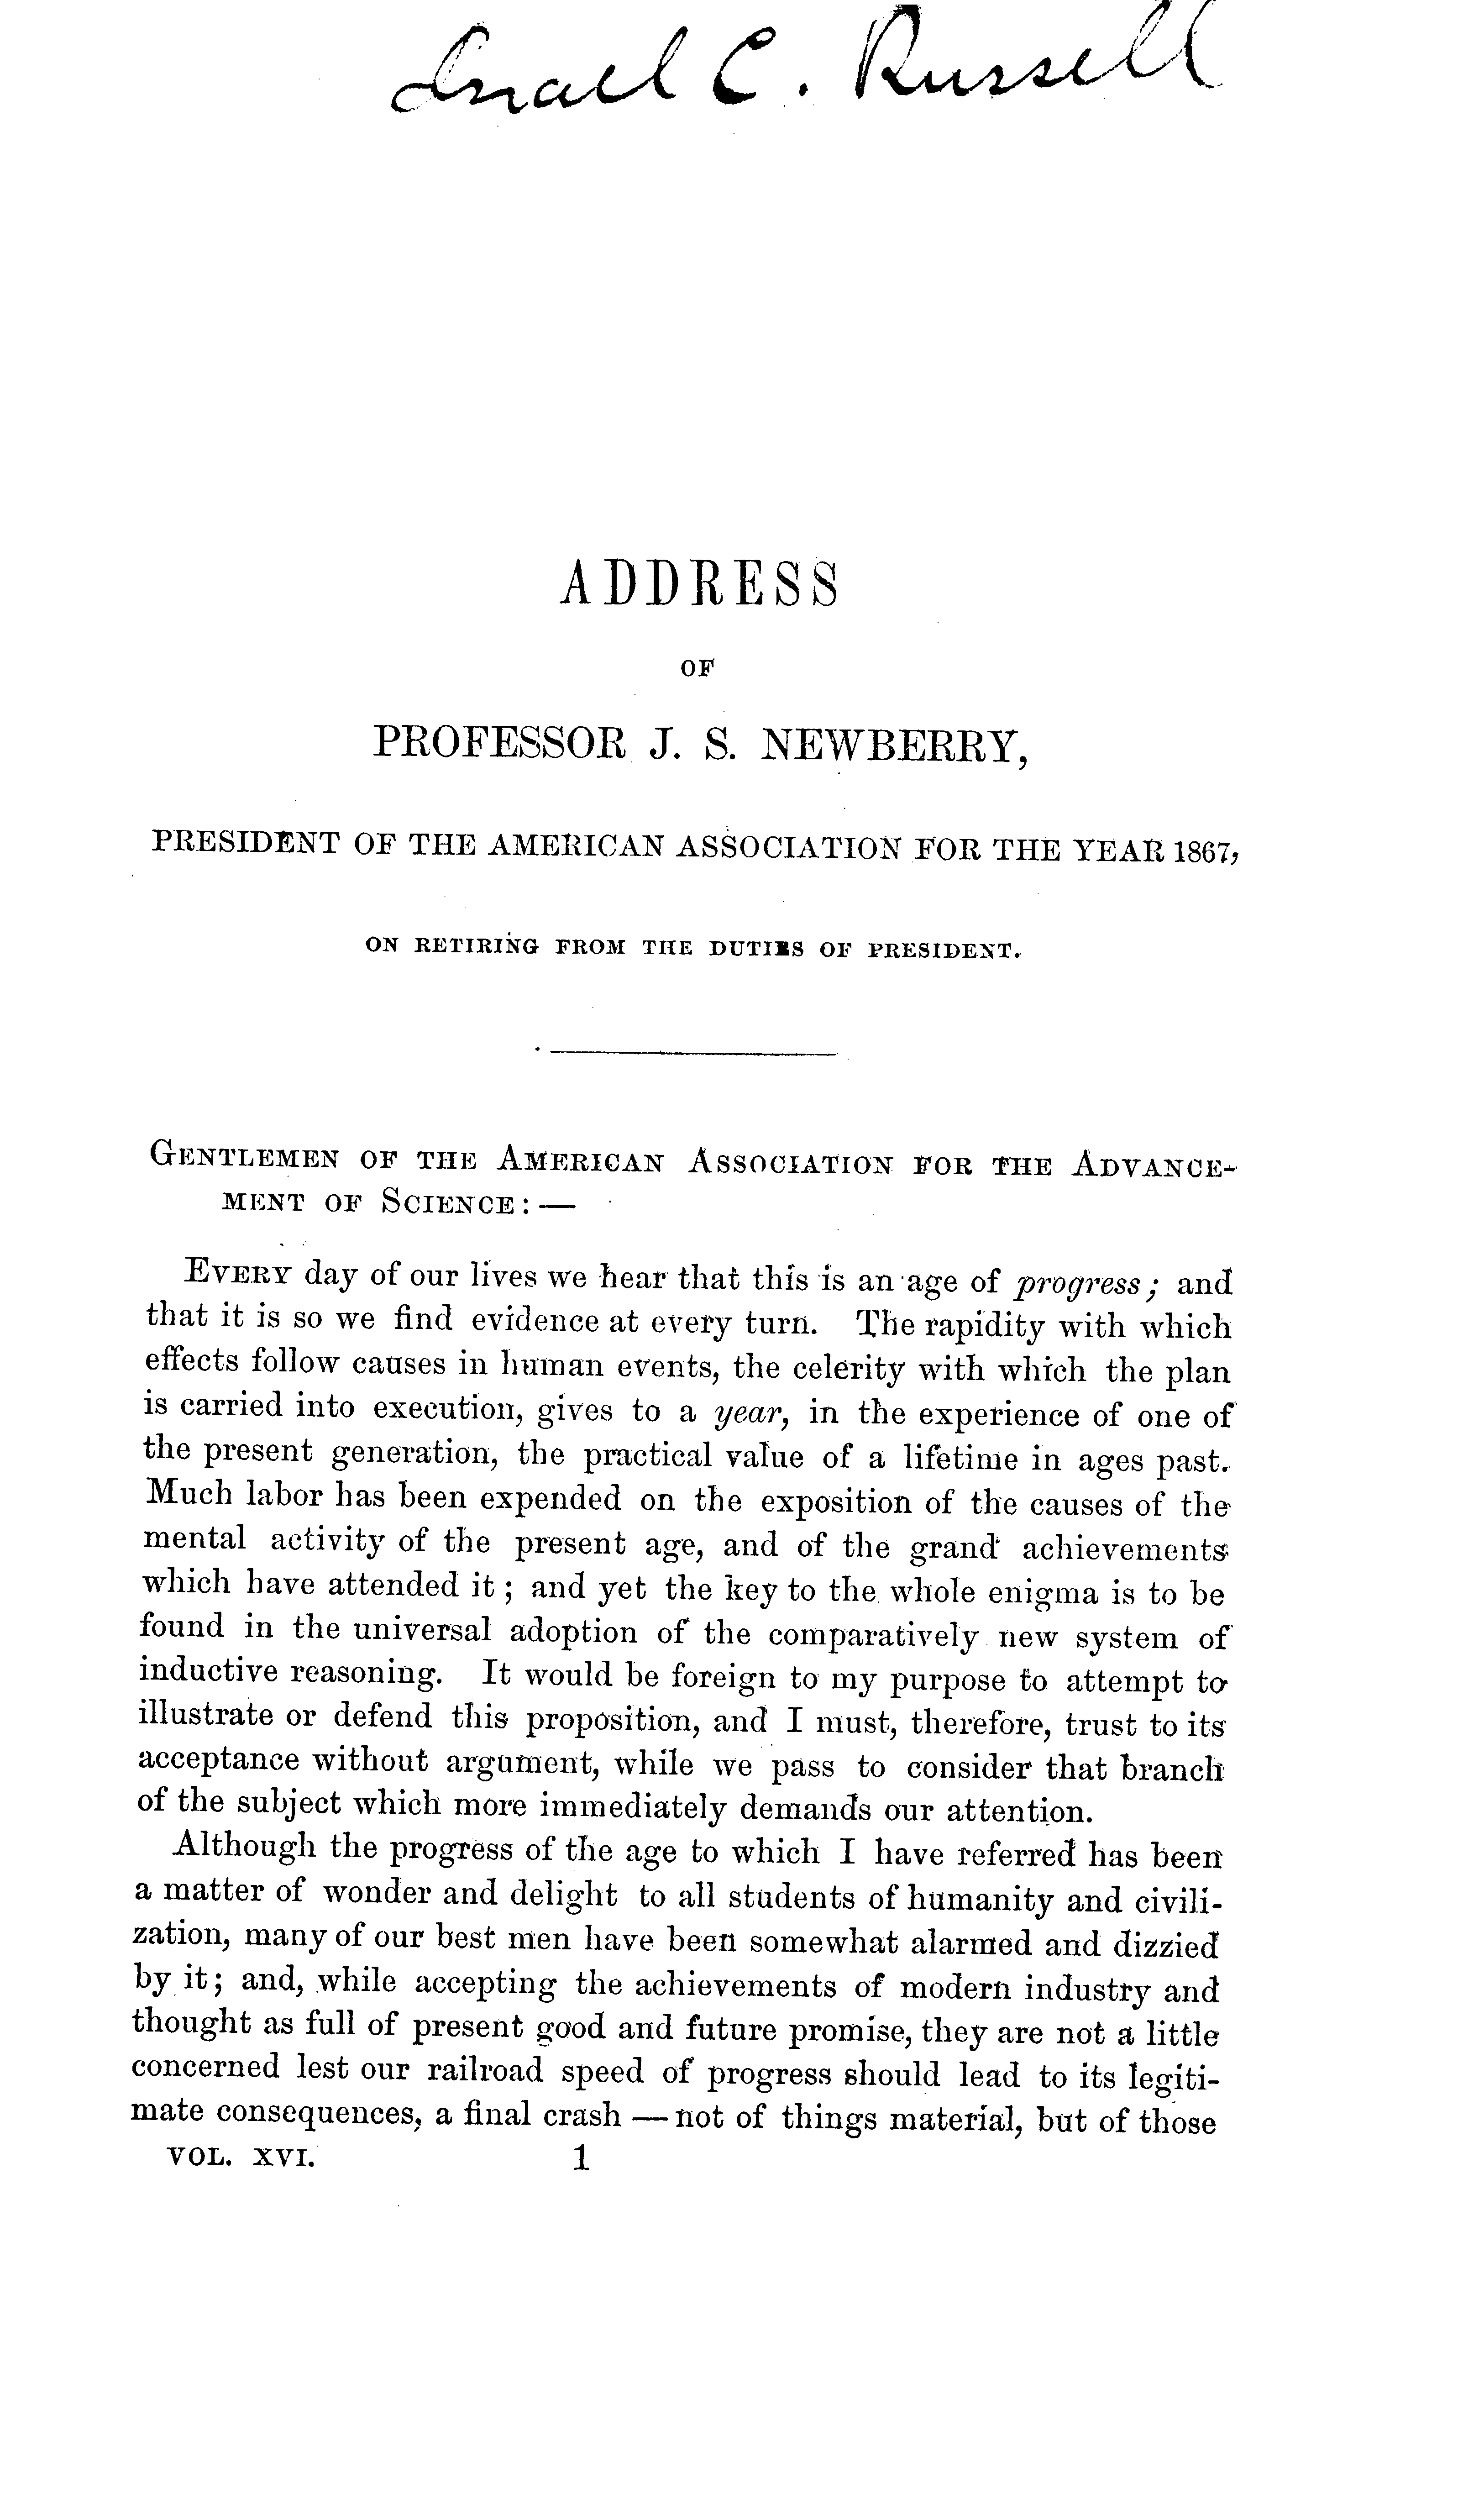 Israel C. Russell
ADDRESS
OF
PROFESSOR J. S. NEWBERRY,
PRESIDENT OF THE AMERICAN ASSOCIATION FOR THE YEAR 1867,
ON RETIRING FROM THE DUTIES OF PRESIDENT.
GENTLEMEN OF THE AMERICAN ASSOCIATION FOR THE ADVANCE-
MENT OF SCIENCE: —
EVERY day of our lives we hear that this is an age of progress; and
that it is so we find evidence at every turn. The rapidity with which
effects follow causes in human events, the celerity with which the plan
is carried into execution, gives to a year, in the experience of one of
the present generation, the practical value of a lifetime in ages past.
Much labor has been expended on the exposition of the causes of the
mental activity of the present age, and of the grand achievements
which have attended it; and yet the key to the whole enigma is to be
found in the universal adoption of the comparatively new system of
inductive reasoning. It would be foreign to my purpose to attempt to
illustrate or defend this proposition, and I must, therefore, trust to its
acceptance without argument, while we pass to consider that branch
of the subject which more immediately demands our attention.
Although the progress of the age to which I have referred has been
a matter of wonder and delight to all students of humanity and civili-
zation, many of our best men have been somewhat alarmed and dizzied
by it; and, while accepting the achievements of modern industry and
thought as full of present good and future promise, they are not a little
concerned lest our railroad speed of progress should lead to its legiti-
mate consequences, a final crash — not of things material, but of those
VOL. XVI. 1